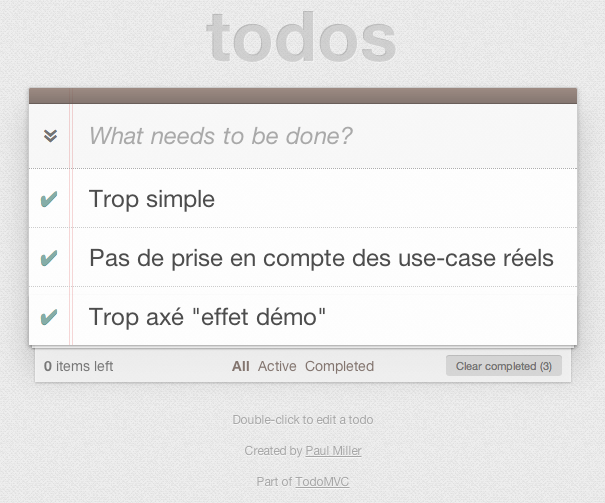 todos
What needs to be done?
Trop simple
Pas de prise en compte des use-case réels
Trop axé "effet démo"
0 items left All Active Completed Clear completed (3)
Double-click to edit a todo
Created by Paul Miller
Part of TodoMVC